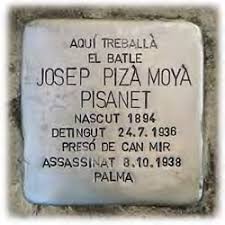 AQUÍ TREBALLÀ
EL BATLE
JOSEP PIZÀ MOYÀ
PISANET
NASCUT 1894
DETINGUT 24.7.1936
PRESÓ DE CAN MIR
ASSASSINAT 8.10.1938
PALMA